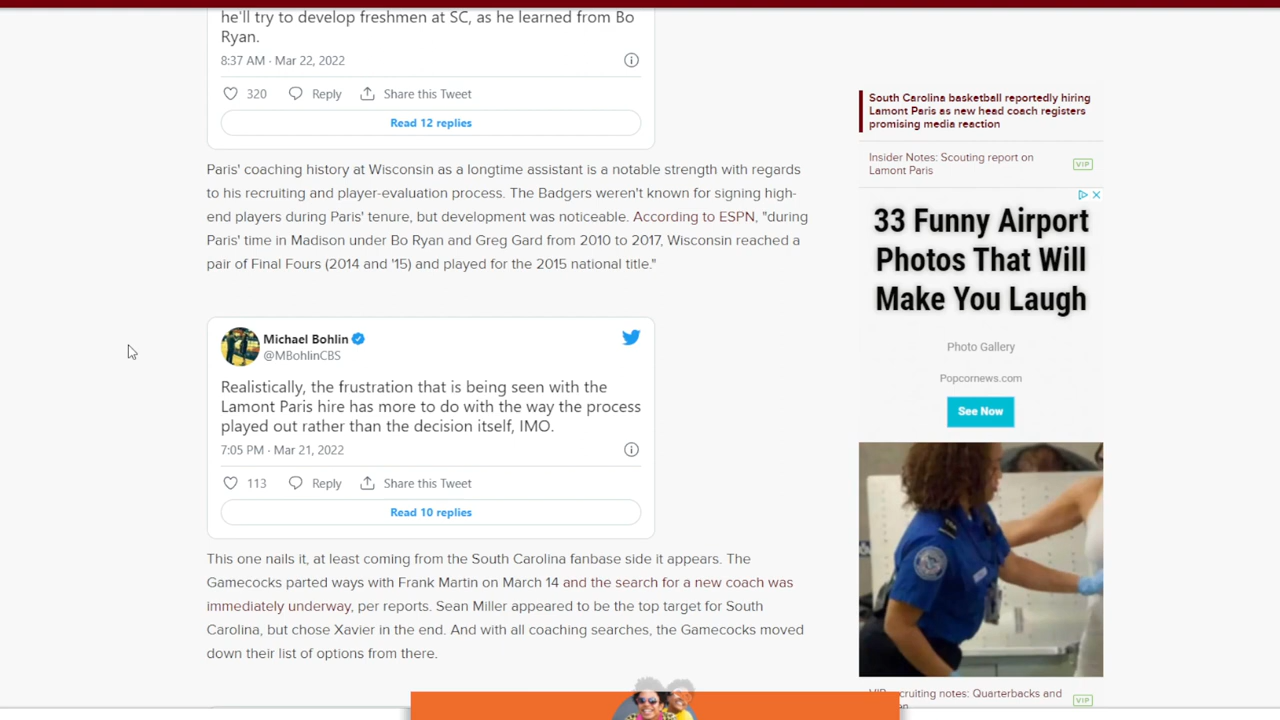 he'll try to develop freshmen at SC, as he learned from Bo
Ryan.
8:37 AM · Mar 22, 2022
320 Reply Share this Tweet
Read 12 replies
Paris' coaching history at Wisconsin as a longtime assistant is a notable strength with regards
to his recruiting and player-evaluation process. The Badgers weren't known for signing high-
end players during Paris' tenure, but development was noticeable. According to ESPN, "during
Paris' time in Madison under Bo Ryan and Greg Gard from 2010 to 2017, Wisconsin reached a
pair of Final Fours (2014 and '15) and played for the 2015 national title."
Michael Bohlin
@MBohlinCBS
Realistically, the frustration that is being seen with the
Lamont Paris hire has more to do with the way the process
played out rather than the decision itself, IMO.
7:05 PM · Mar 21, 2022
113 Reply Share this Tweet
Read 10 replies
This one nails it, at least coming from the South Carolina fanbase side it appears. The
Gamecocks parted ways with Frank Martin on March 14 and the search for a new coach was
immediately underway, per reports. Sean Miller appeared to be the top target for South
Carolina, but chose Xavier in the end. And with all coaching searches, the Gamecocks moved
down their list of options from there.
South Carolina basketball reportedly hiring
Lamont Paris as new head coach registers
promising media reaction
Insider Notes: Scouting report on
Lamont Paris
VIP
33 Funny Airport
Photos That Will
Make You Laugh
Photo Gallery
Popcornews.com
See Now
notes: Quarterbacks and
VIP